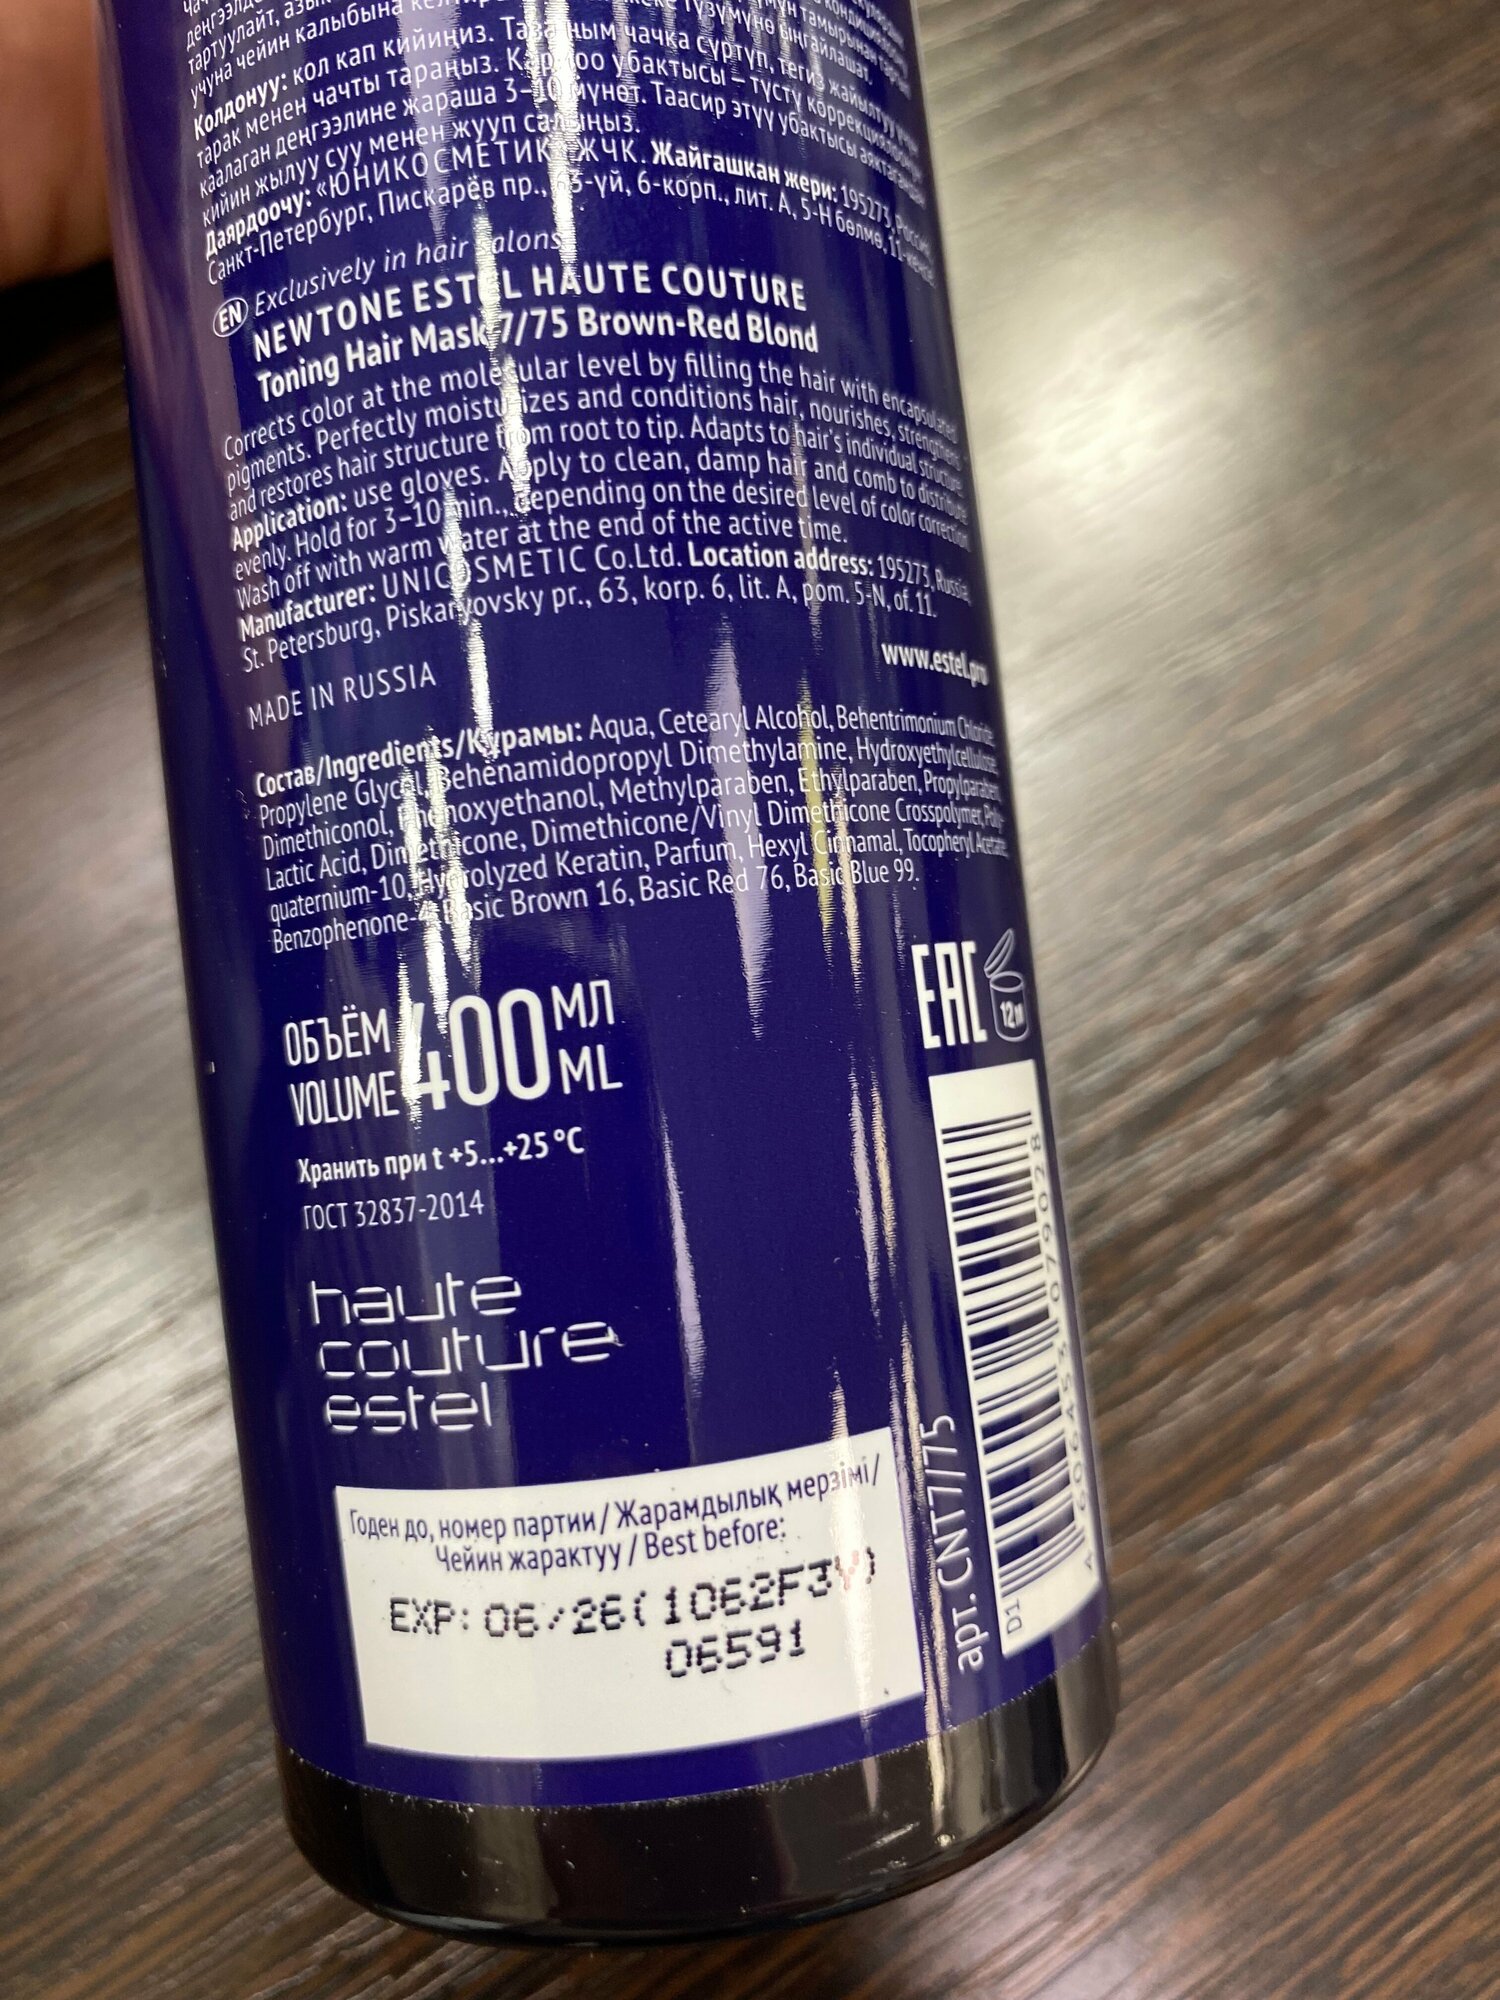 тартуулайт,
учуна чейин калыбына
Колдонуу: кол кап кийиңиз. чачка сүртүп, тегиз жайылтуу үчүн
тарак менен чачты тараңыз. убактысы – түстү коррекциялоонун
каалаган деңгээлине жараша 3–10 мүнөт. Таасир этүү убактысы аяктагандан
кийин жылуу суу менен жууп салыңыз.
Даярдоочу: «ЮНИКОСМЕТИК» ЖЧК. Жайгашкан жери: 195273, Россия,
Санкт-Петербург, Пискарёв пр., 63-үй, 6-корп., лит. А, 5-Н бөлмө, 11-кеңсе
EN Exclusively in hair salons
NEWTONE ESTEL HAUTE COUTURE
Toning Hair Mask 7/75 Brown-Red Blond
Corrects color at the molecular level by filling the hair with encapsulated
pigments. Perfectly moisturizes and conditions hair, nourishes, strengthens
and restores hair structure from root to tip. Adapts to hair's individual structure.
Application: use gloves. Apply to clean, damp hair and comb to distribute
evenly. Hold for 3–10 min., depending on the desired level of color correction.
Wash off with warm water at the end of the active time.
Manufacturer: UNICOSMETIC Co.Ltd. Location address: 195273, Russia,
St. Petersburg, Piskaryovsky pr., 63, korp. 6, lit. A, pom. 5-N, of. 11.
MADE IN RUSSIA
www.estel.pro
Состав/Ingredients/Курамы: Aqua, Cetearyl Alcohol, Behentrimonium Chloride,
Propylene Glycol, Behenamidopropyl Dimethylamine, Hydroxyethylcellulose,
Dimethiconol, Phenoxyethanol, Methylparaben, Ethylparaben, Propylparaben,
Lactic Acid, Dimethicone, Dimethicone/Vinyl Dimethicone Crosspolymer, Poly-
quaternium-10, Hydrolyzed Keratin, Parfum, Hexyl Cinnamal, Tocopheryl Acetate,
Benzophenone-4, Basic Brown 16, Basic Red 76, Basic Blue 99.
ОБЪЁМ 400 МЛ
VOLUME ML
EAC 12м
Хранить при t +5...+25 °C
ГОСТ 32837-2014
haute
couture
estel
Годен до, номер партии / Жарамдылық мерзімі /
Чейин жарактуу / Best before:
EXP: 06/26(1062F3Y)
06591
арт. CNT7/75
D1
4 606453 079028
A